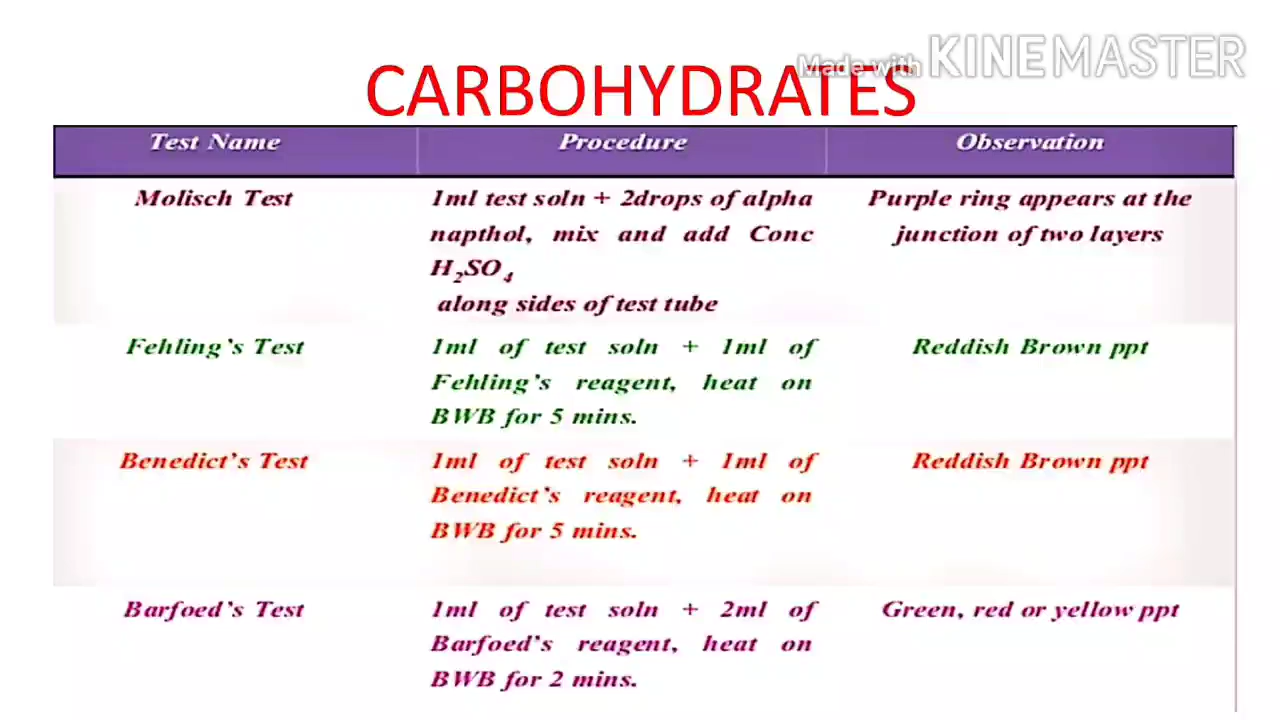 Made with KINEMASTER
CARBOHYDRATES
Test Name Procedure Observation
Molisch Test
1ml test soln + 2drops of alpha
napthol, mix and add Conc
H₂SO₄
along sides of test tube
Purple ring appears at the
junction of two layers
Fehling's Test
1ml of test soln + 1ml of
Fehling's reagent, heat on
BWB for 5 mins.
Reddish Brown ppt
Benedict's Test
1ml of test soln + 1ml of
Benedict's reagent, heat on
BWB for 5 mins.
Reddish Brown ppt
Barfoed's Test
1ml of test soln + 2ml of
Barfoed's reagent, heat on
BWB for 2 mins.
Green, red or yellow ppt